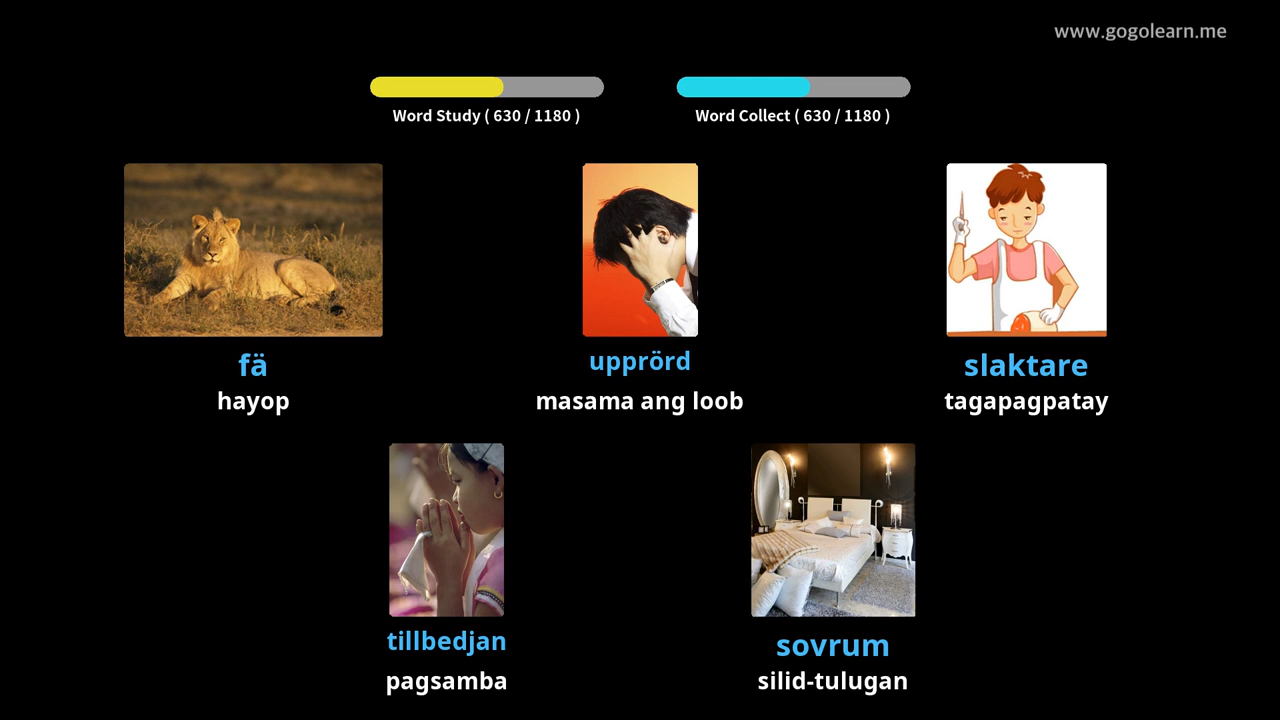 www.gogolearn.me
Word Study ( 630 / 1180 )
Word Collect ( 630 / 1180 )
fä
hayop
upprörd
masama ang loob
slaktare
tagapagpatay
tillbedjan
pagsamba
sovrum
silid-tulugan